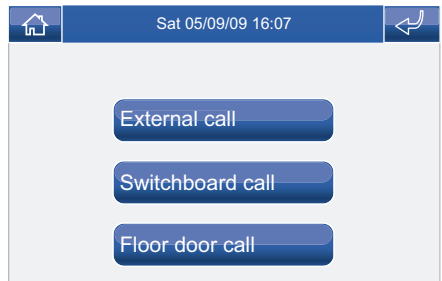 Sat 05/09/09 16:07
External call
Switchboard call
Floor door call